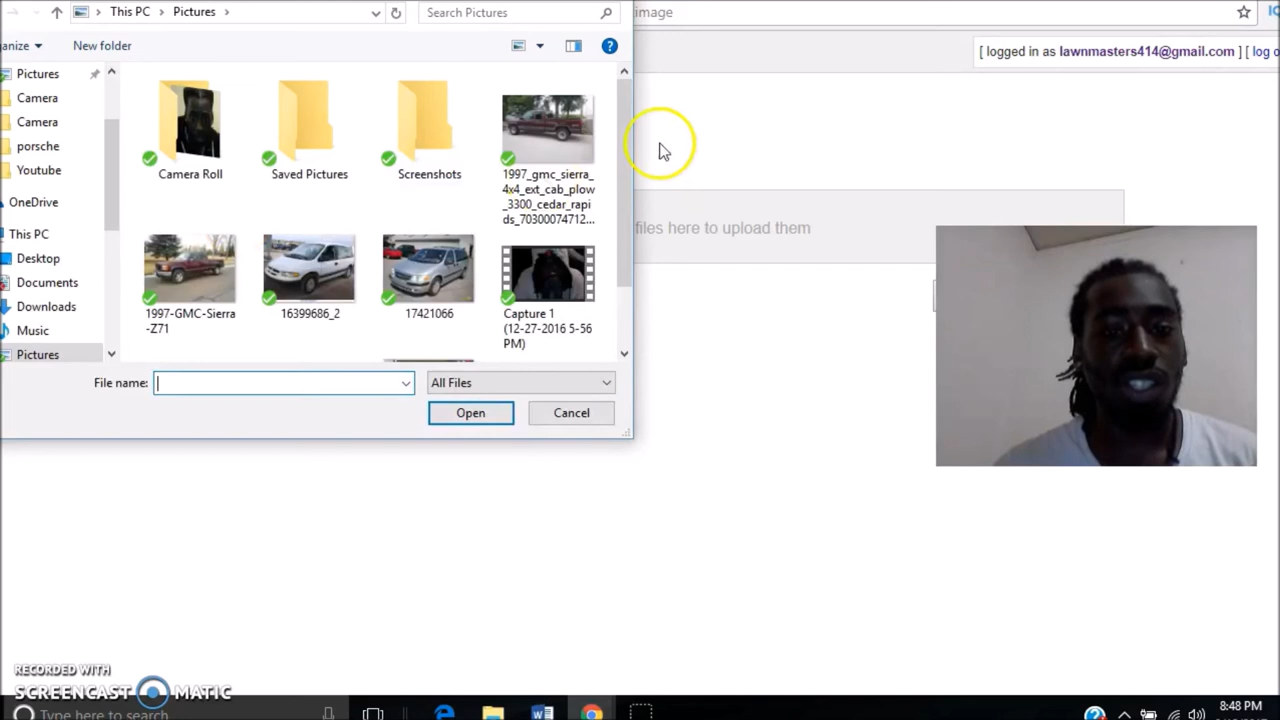 This PC > Pictures >
Search Pictures
image
anize
New folder
[ logged in as lawnmasters414@gmail.com ] [ log o
Pictures
Camera
Camera
porsche
Youtube
OneDrive
This PC
Desktop
Documents
Downloads
Music
Pictures
Camera Roll
Saved Pictures
Screenshots
1997_gmc_sierra_
4x4_ext_cab_plow
_3300_cedar_rapi
ds_70300074712...
files here to upload them
1997-GMC-Sierra
-Z71
16399686_2
17421066
Capture 1
(12-27-2016 5-56
PM)
File name:
All Files
Open
Cancel
RECORDED WITH
SCREENCAST MATIC
Type here to search
8:48 PM